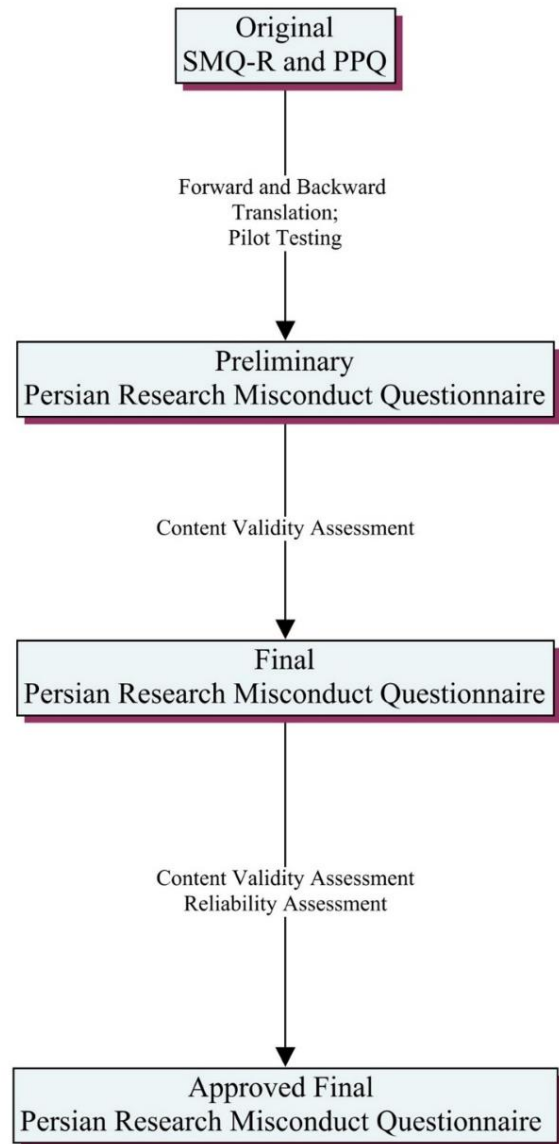 Original
SMQ-R and PPQ
Forward and Backward
Translation;
Pilot Testing
Preliminary
Persian Research Misconduct Questionnaire
Content Validity Assessment
Final
Persian Research Misconduct Questionnaire
Content Validity Assessment
Reliability Assessment
Approved Final
Persian Research Misconduct Questionnaire